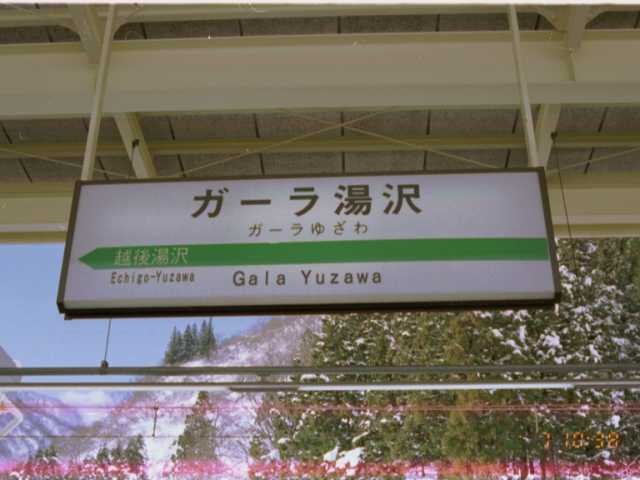 ガーラ湯沢
ガーラゆざわ
越後湯沢
Echigo-Yuzawa
Gala Yuzawa
1 10:38